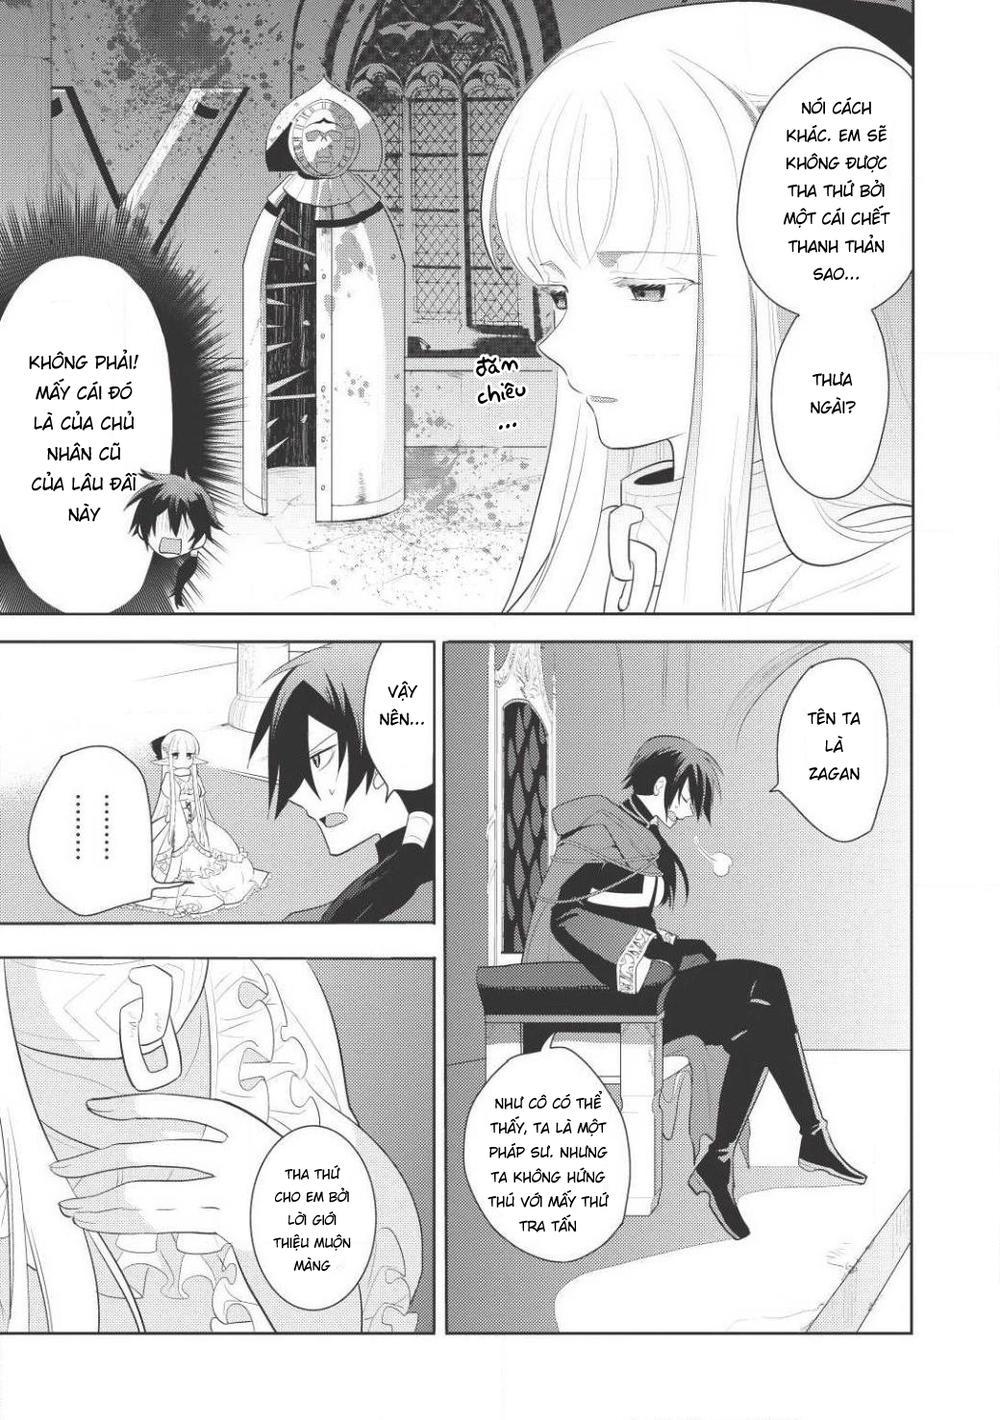 NÓI CÁCH
KHÁC. EM SẼ
KHÔNG ĐƯỢC
THA THỨ BỞI
MỘT CÁI CHẾT
THANH THẢN
SAO...
THƯA
NGÀI?
đăm
chiêu
...
KHÔNG PHẢI!
MẤY CÁI ĐÓ
LÀ CỦA CHỦ
NHÂN CŨ
CỦA LÂU ĐÀI
NÀY
TÊN TA
LÀ
ZAGAN
NHƯ CÔ CÓ THỂ
THẤY, TA LÀ MỘT
PHÁP SƯ. NHƯNG
TA KHÔNG HỨNG
THÚ VỚI MẤY THỨ
TRA TẤN
VẬY
NÊN...
............
THA THỨ
CHO EM BỞI
LỜI GIỚI
THIỆU MUỘN
MÀNG